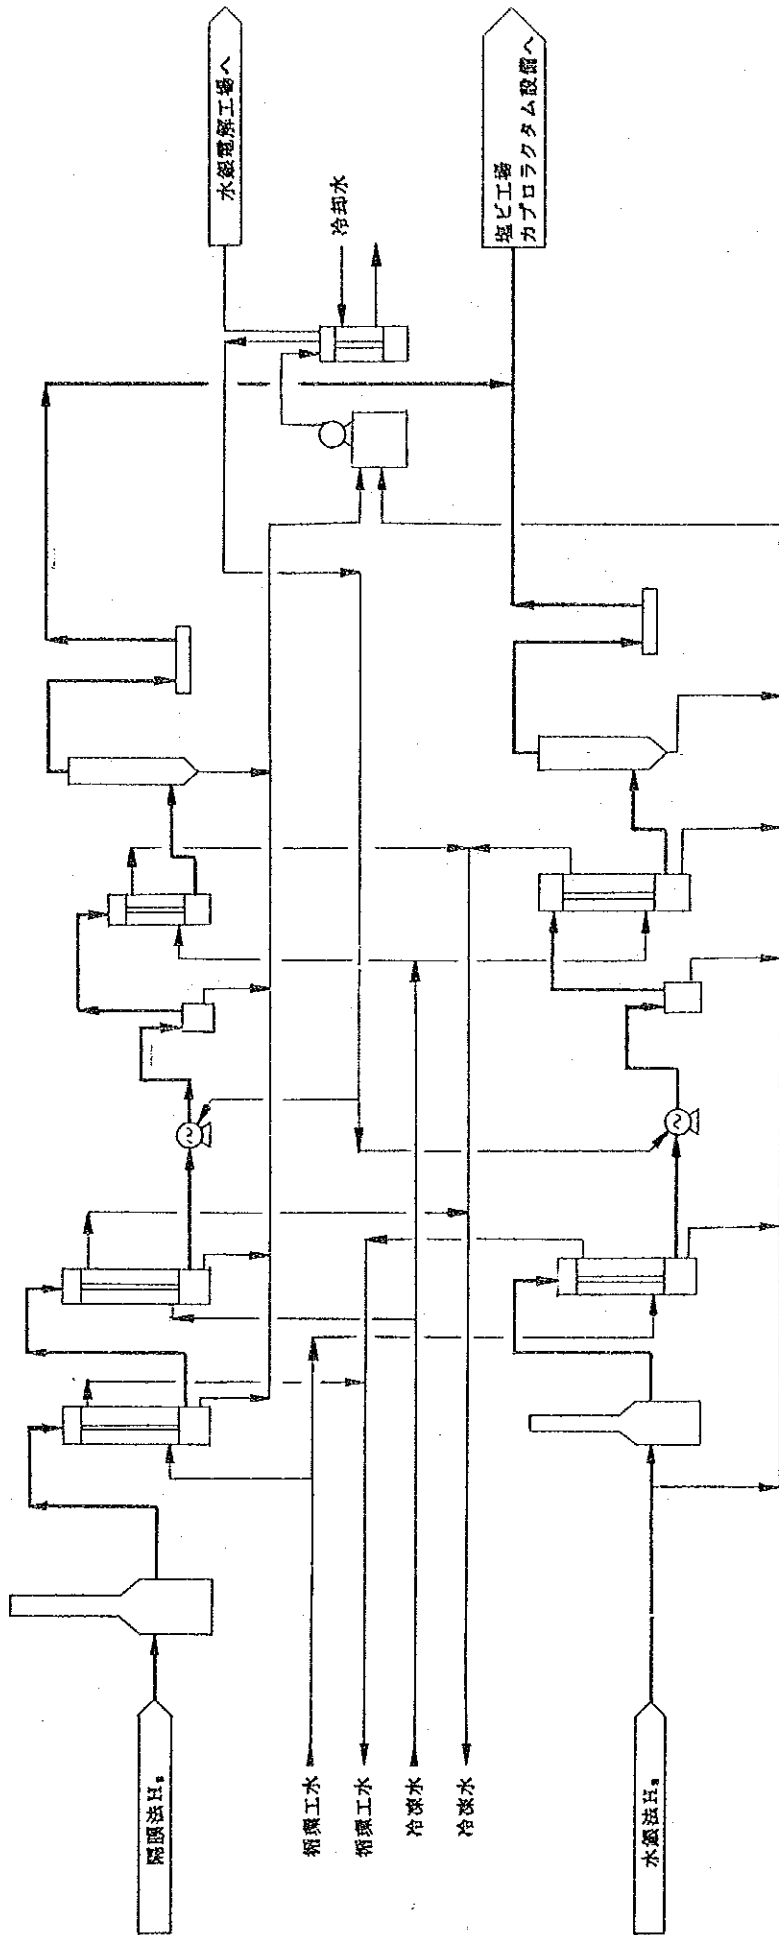 隔膜法H₂
循環工水
循環工水
冷凍水
冷凍水
水銀法H₂
水銀電解工場へ
冷却水
塩ビ工場
カプロラクタム設備へ